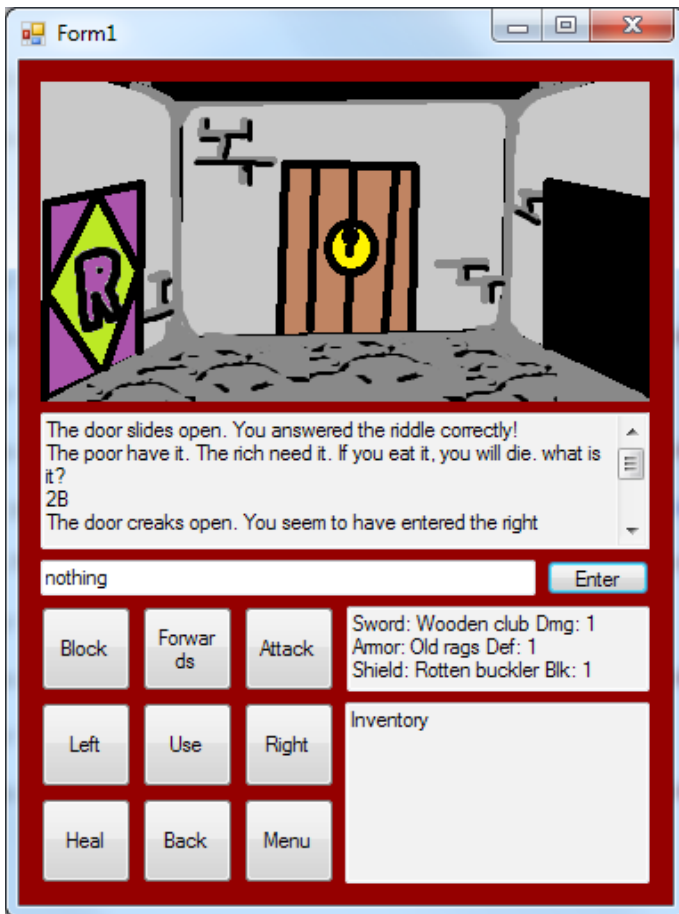 Form1
R
The door slides open. You answered the riddle correctly!
The poor have it. The rich need it. If you eat it, you will die. what is
it?
2B
The door creaks open. You seem to have entered the right
nothing
Enter
Block
Forwar
ds
Attack
Sword: Wooden club Dmg: 1
Armor: Old rags Def: 1
Shield: Rotten buckler Blk: 1
Left
Use
Right
Inventory
Heal
Back
Menu